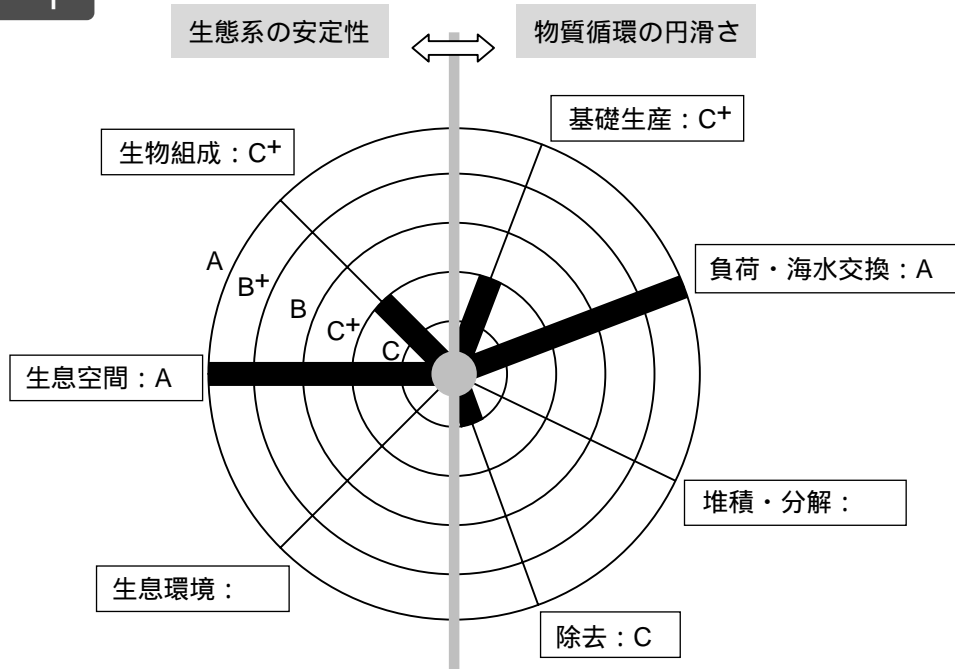 生態系の安定性
物質循環の円滑さ
基礎生産：C+
生物組成：C+
負荷・海水交換：A
A
B+
B
C+
C
生息空間：A
堆積・分解：
生息環境：
除去：C